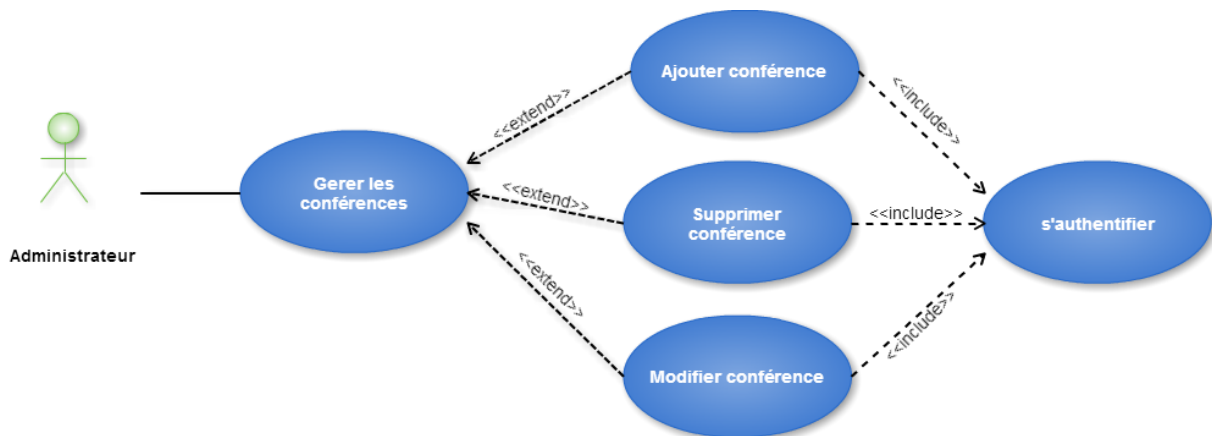 Ajouter conférence
<<extend>>
<<include>>
Gerer les
conférences
<<extend>>
Supprimer
conférence
<<include>>
s'authentifier
Administrateur
<<extend>>
<<include>>
Modifier conférence